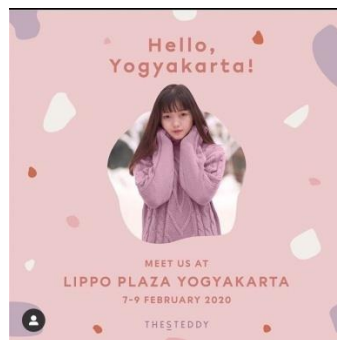 Hello,
Yogyakarta!
MEET US AT
LIPPO PLAZA YOGYAKARTA
7-9 FEBRUARY 2020
THESTEDDY